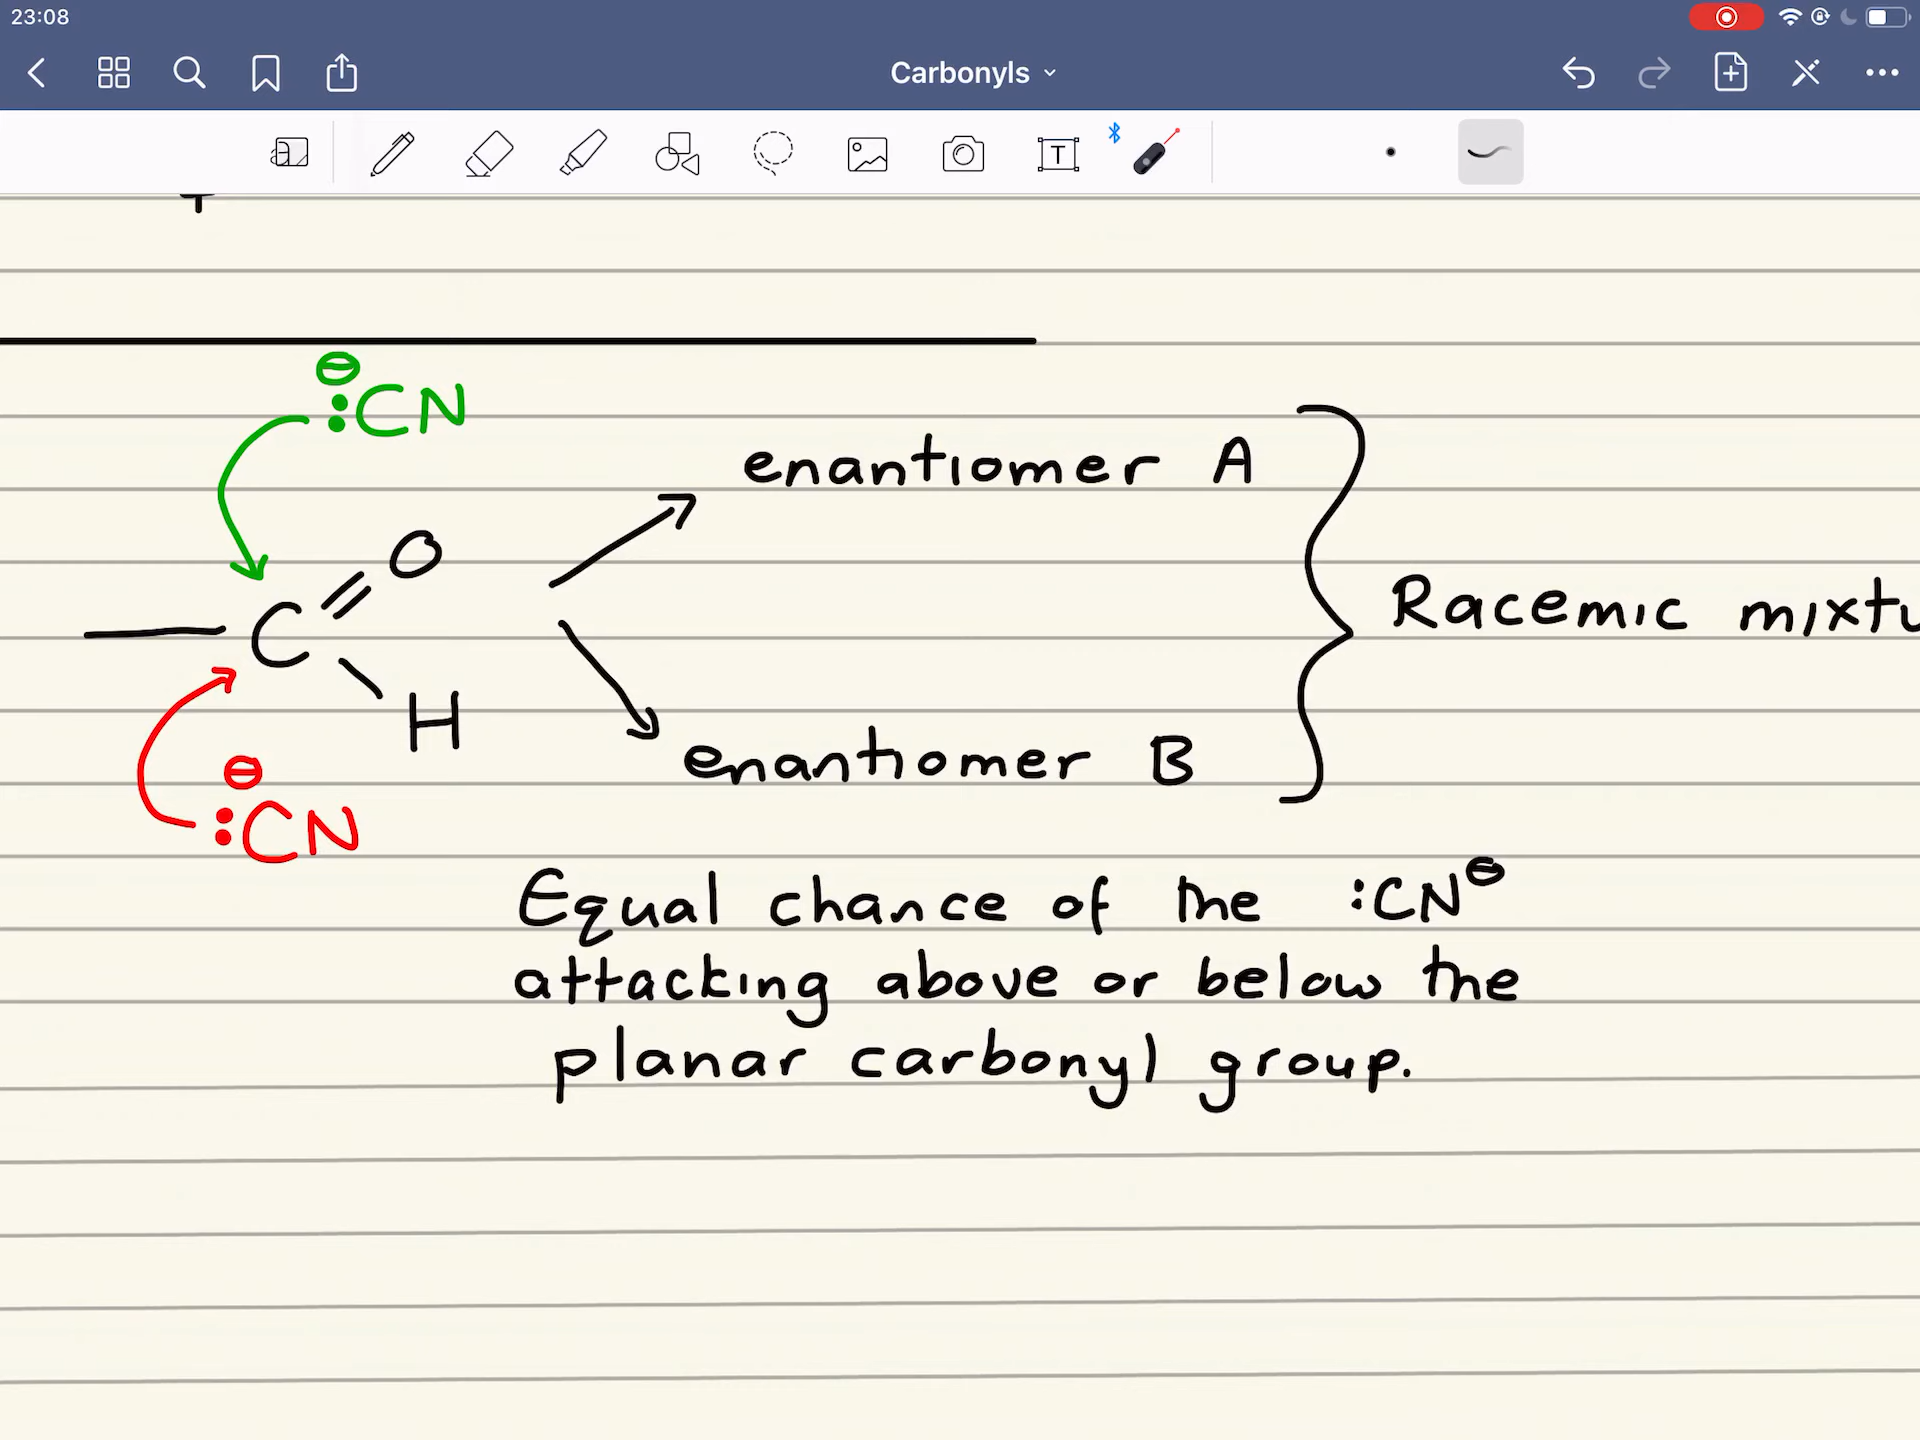 23:08
Carbonyls
T
⊖
:CN
enantiomer A
O
C
Racemic mixtu
H
enantiomer B
⊖
:CN
Equal chance of the :CN⊖
attacking above or below the
planar carbonyl group.